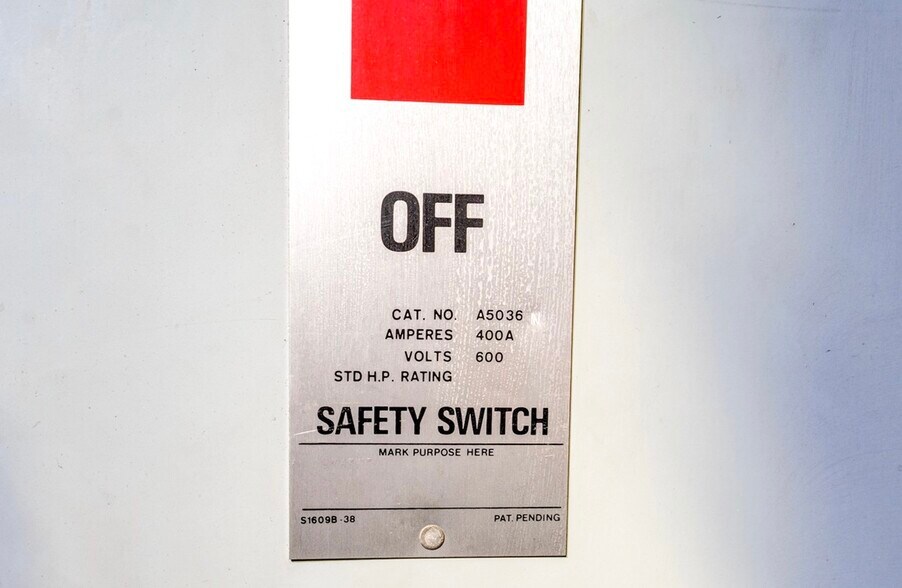 OFF
CAT. NO. A5036
AMPERES 400A
VOLTS 600
STD H.P. RATING
SAFETY SWITCH
MARK PURPOSE HERE
S1609B-38 PAT. PENDING